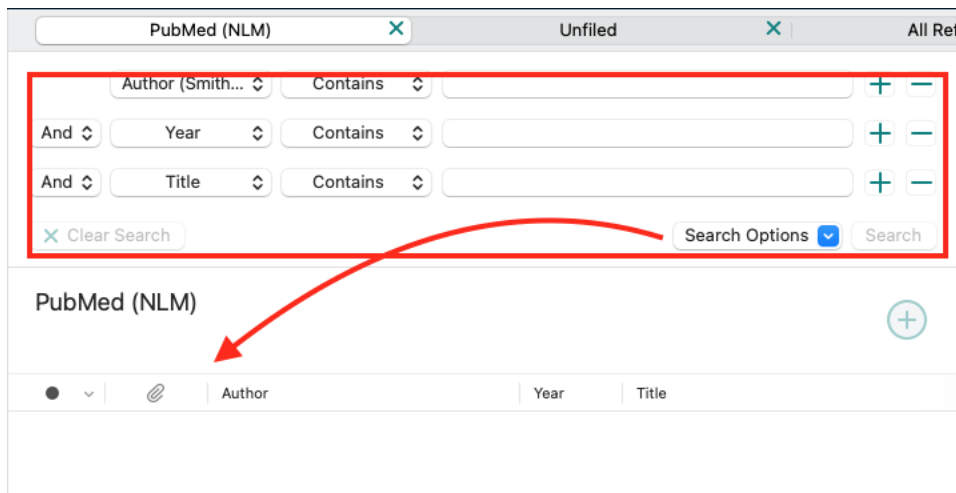 PubMed (NLM) Unfiled All Ref
Author (Smith... Contains
And Year Contains
And Title Contains
Clear Search Search Options Search
PubMed (NLM)
Author Year Title